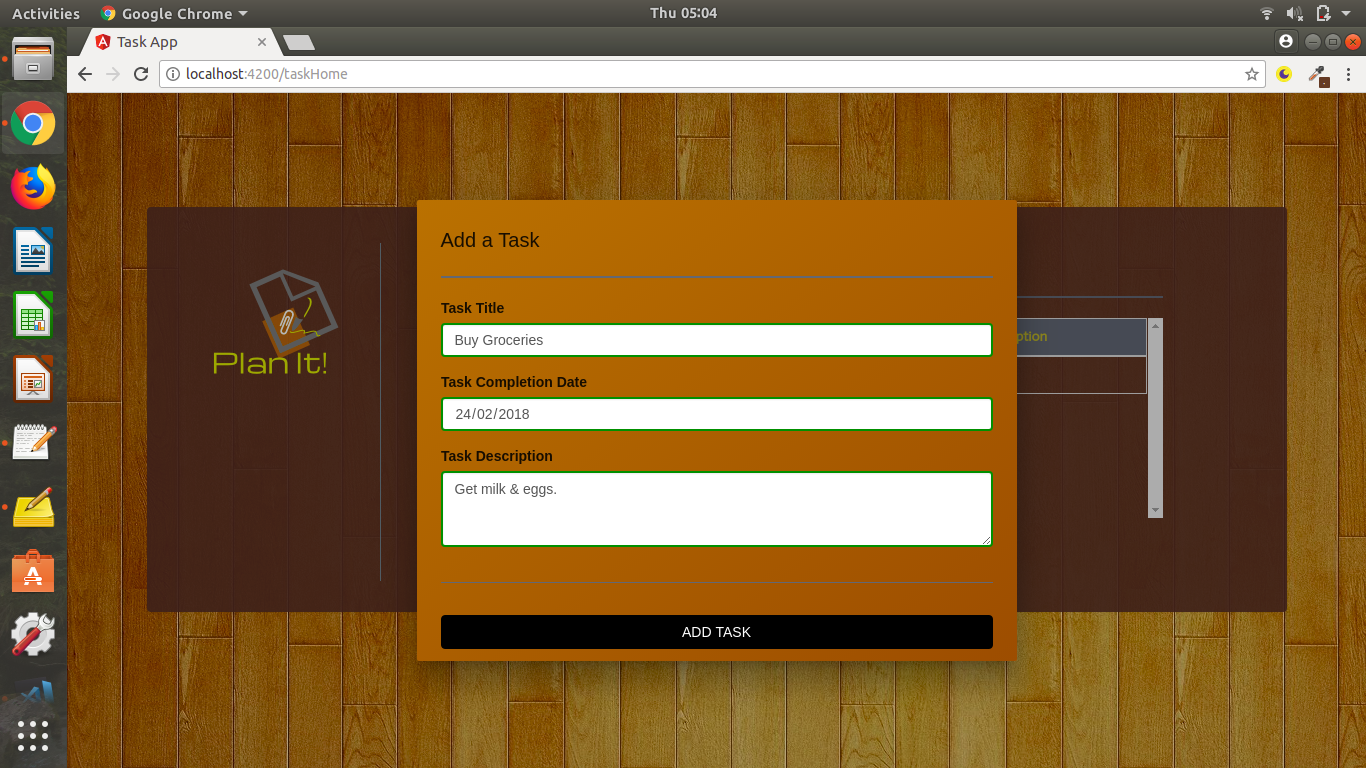 Activities
Google Chrome
Thu 05:04
Task App
localhost:4200/taskHome
Plan It!
Add a Task
Task Title
Buy Groceries
Task Completion Date
24/02/2018
Task Description
Get milk & eggs.
ADD TASK
ption